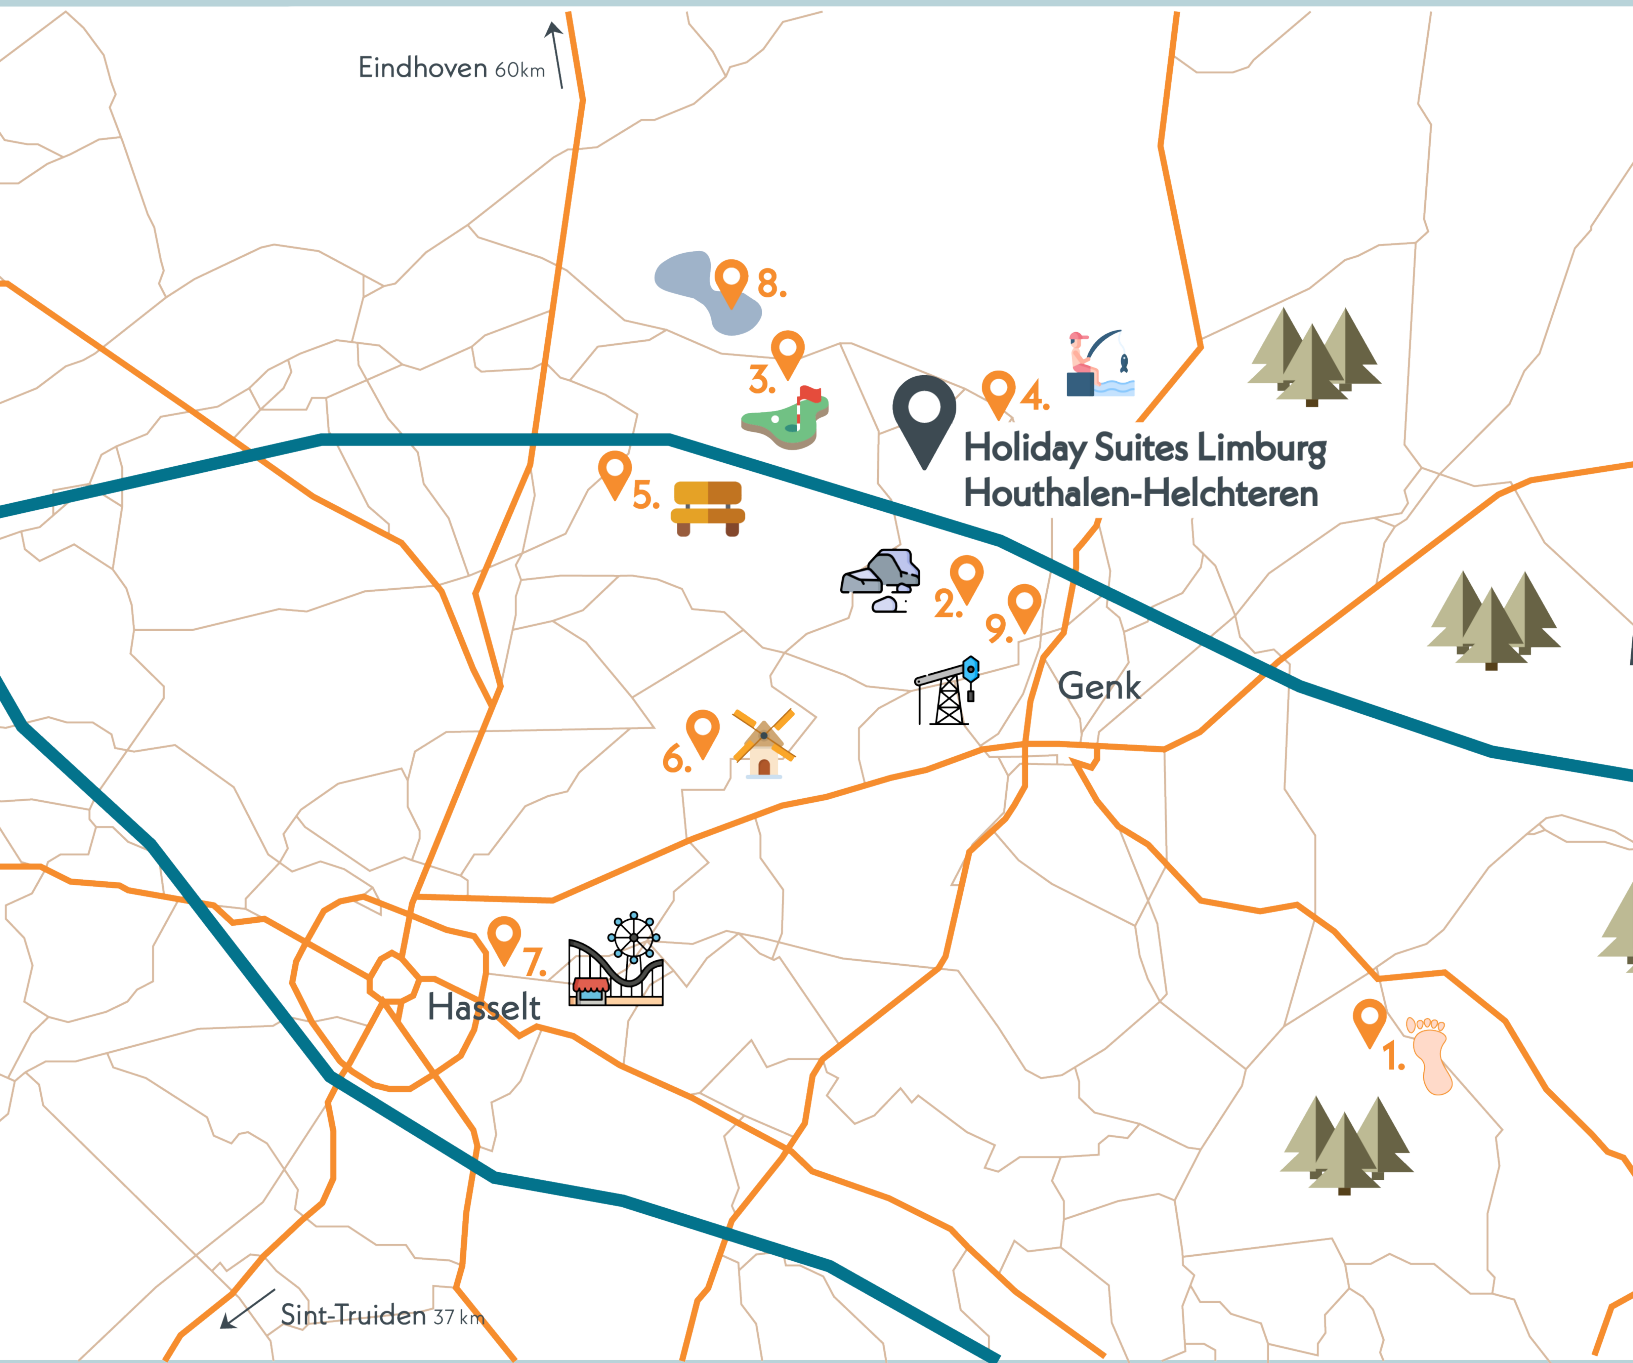 Eindhoven 60km
8.
3.
4.
Holiday Suites Limburg
Houthalen-Helchteren
5.
2.
9.
Genk
6.
7.
Hasselt
1.
Sint-Truiden 37 km